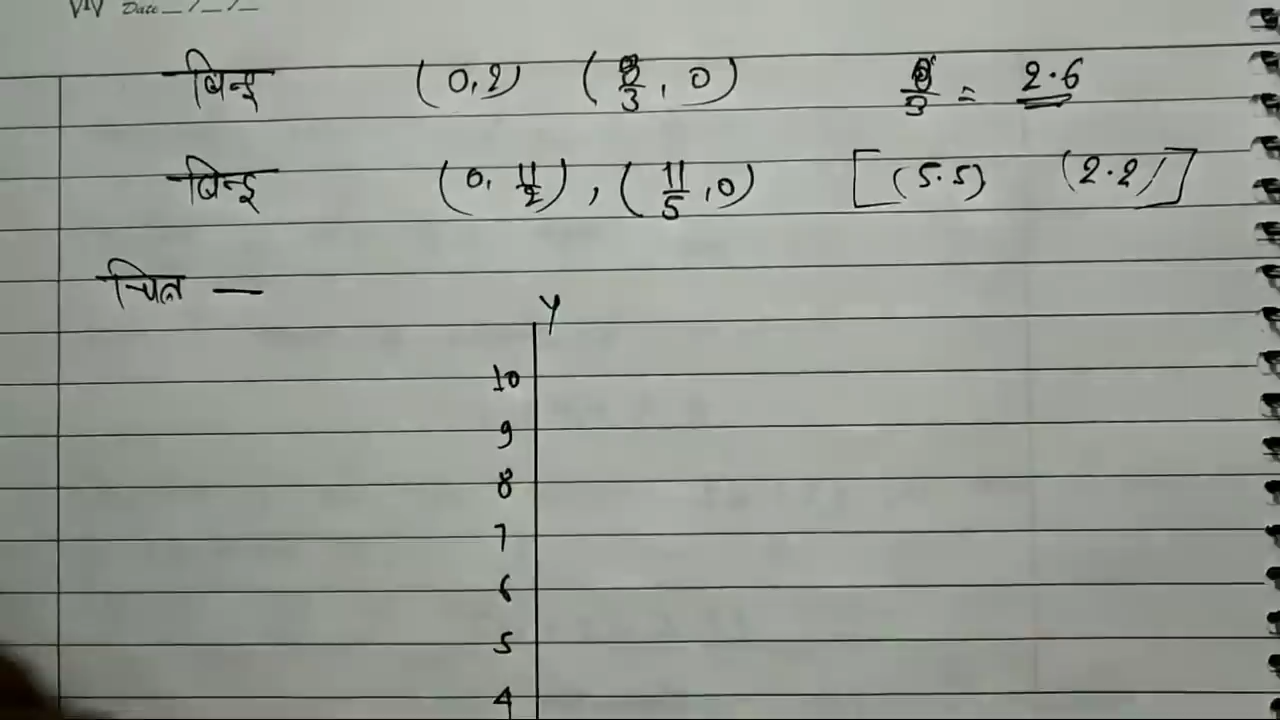 Date _/_/_
बिन्दु (0,2) (8/3, 0) 8/3 = 2.6
बिन्दु (0, 11/2), (11/5, 0) [(5.5) (2.2)]
चित्र —
Y
10
9
8
7
6
5
4